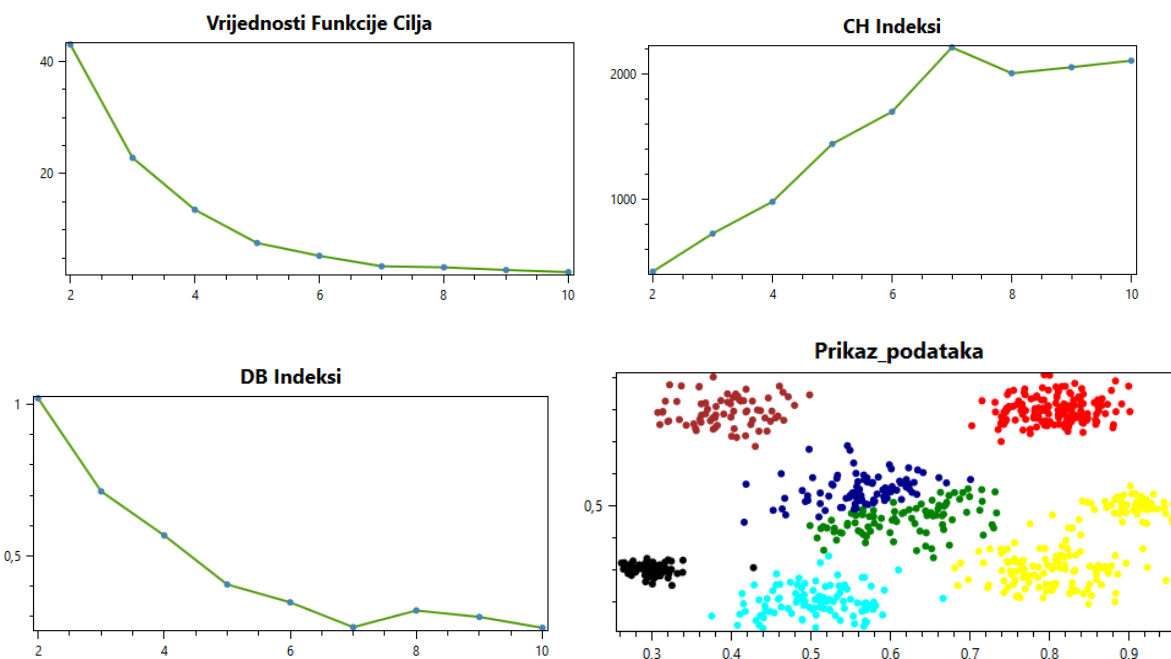 Vrijednosti Funkcije Cilja
40
20
2 4 6 8 10
CH Indeksi
2000
1000
2 4 6 8 10
DB Indeksi
1
0,5
2 4 6 8 10
Prikaz_podataka
0,5
0.3 0.4 0.5 0.6 0.7 0.8 0.9